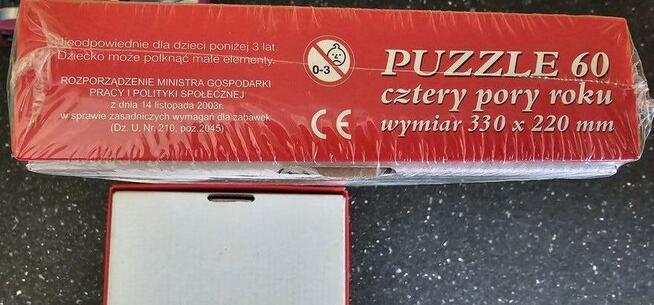 Nieodpowiednie dla dzieci poniżej 3 lat.
Dziecko może połknąć małe elementy.
ROZPORZĄDZENIE MINISTRA GOSPODARKI
PRACY I POLITYKI SPOŁECZNEJ
z dnia 14 listopada 2003r.
w sprawie zasadniczych wymagań dla zabawek
(Dz. U. Nr. 210, poz.2045)
0-3
CE
PUZZLE 60
cztery pory roku
wymiar 330 x 220 mm